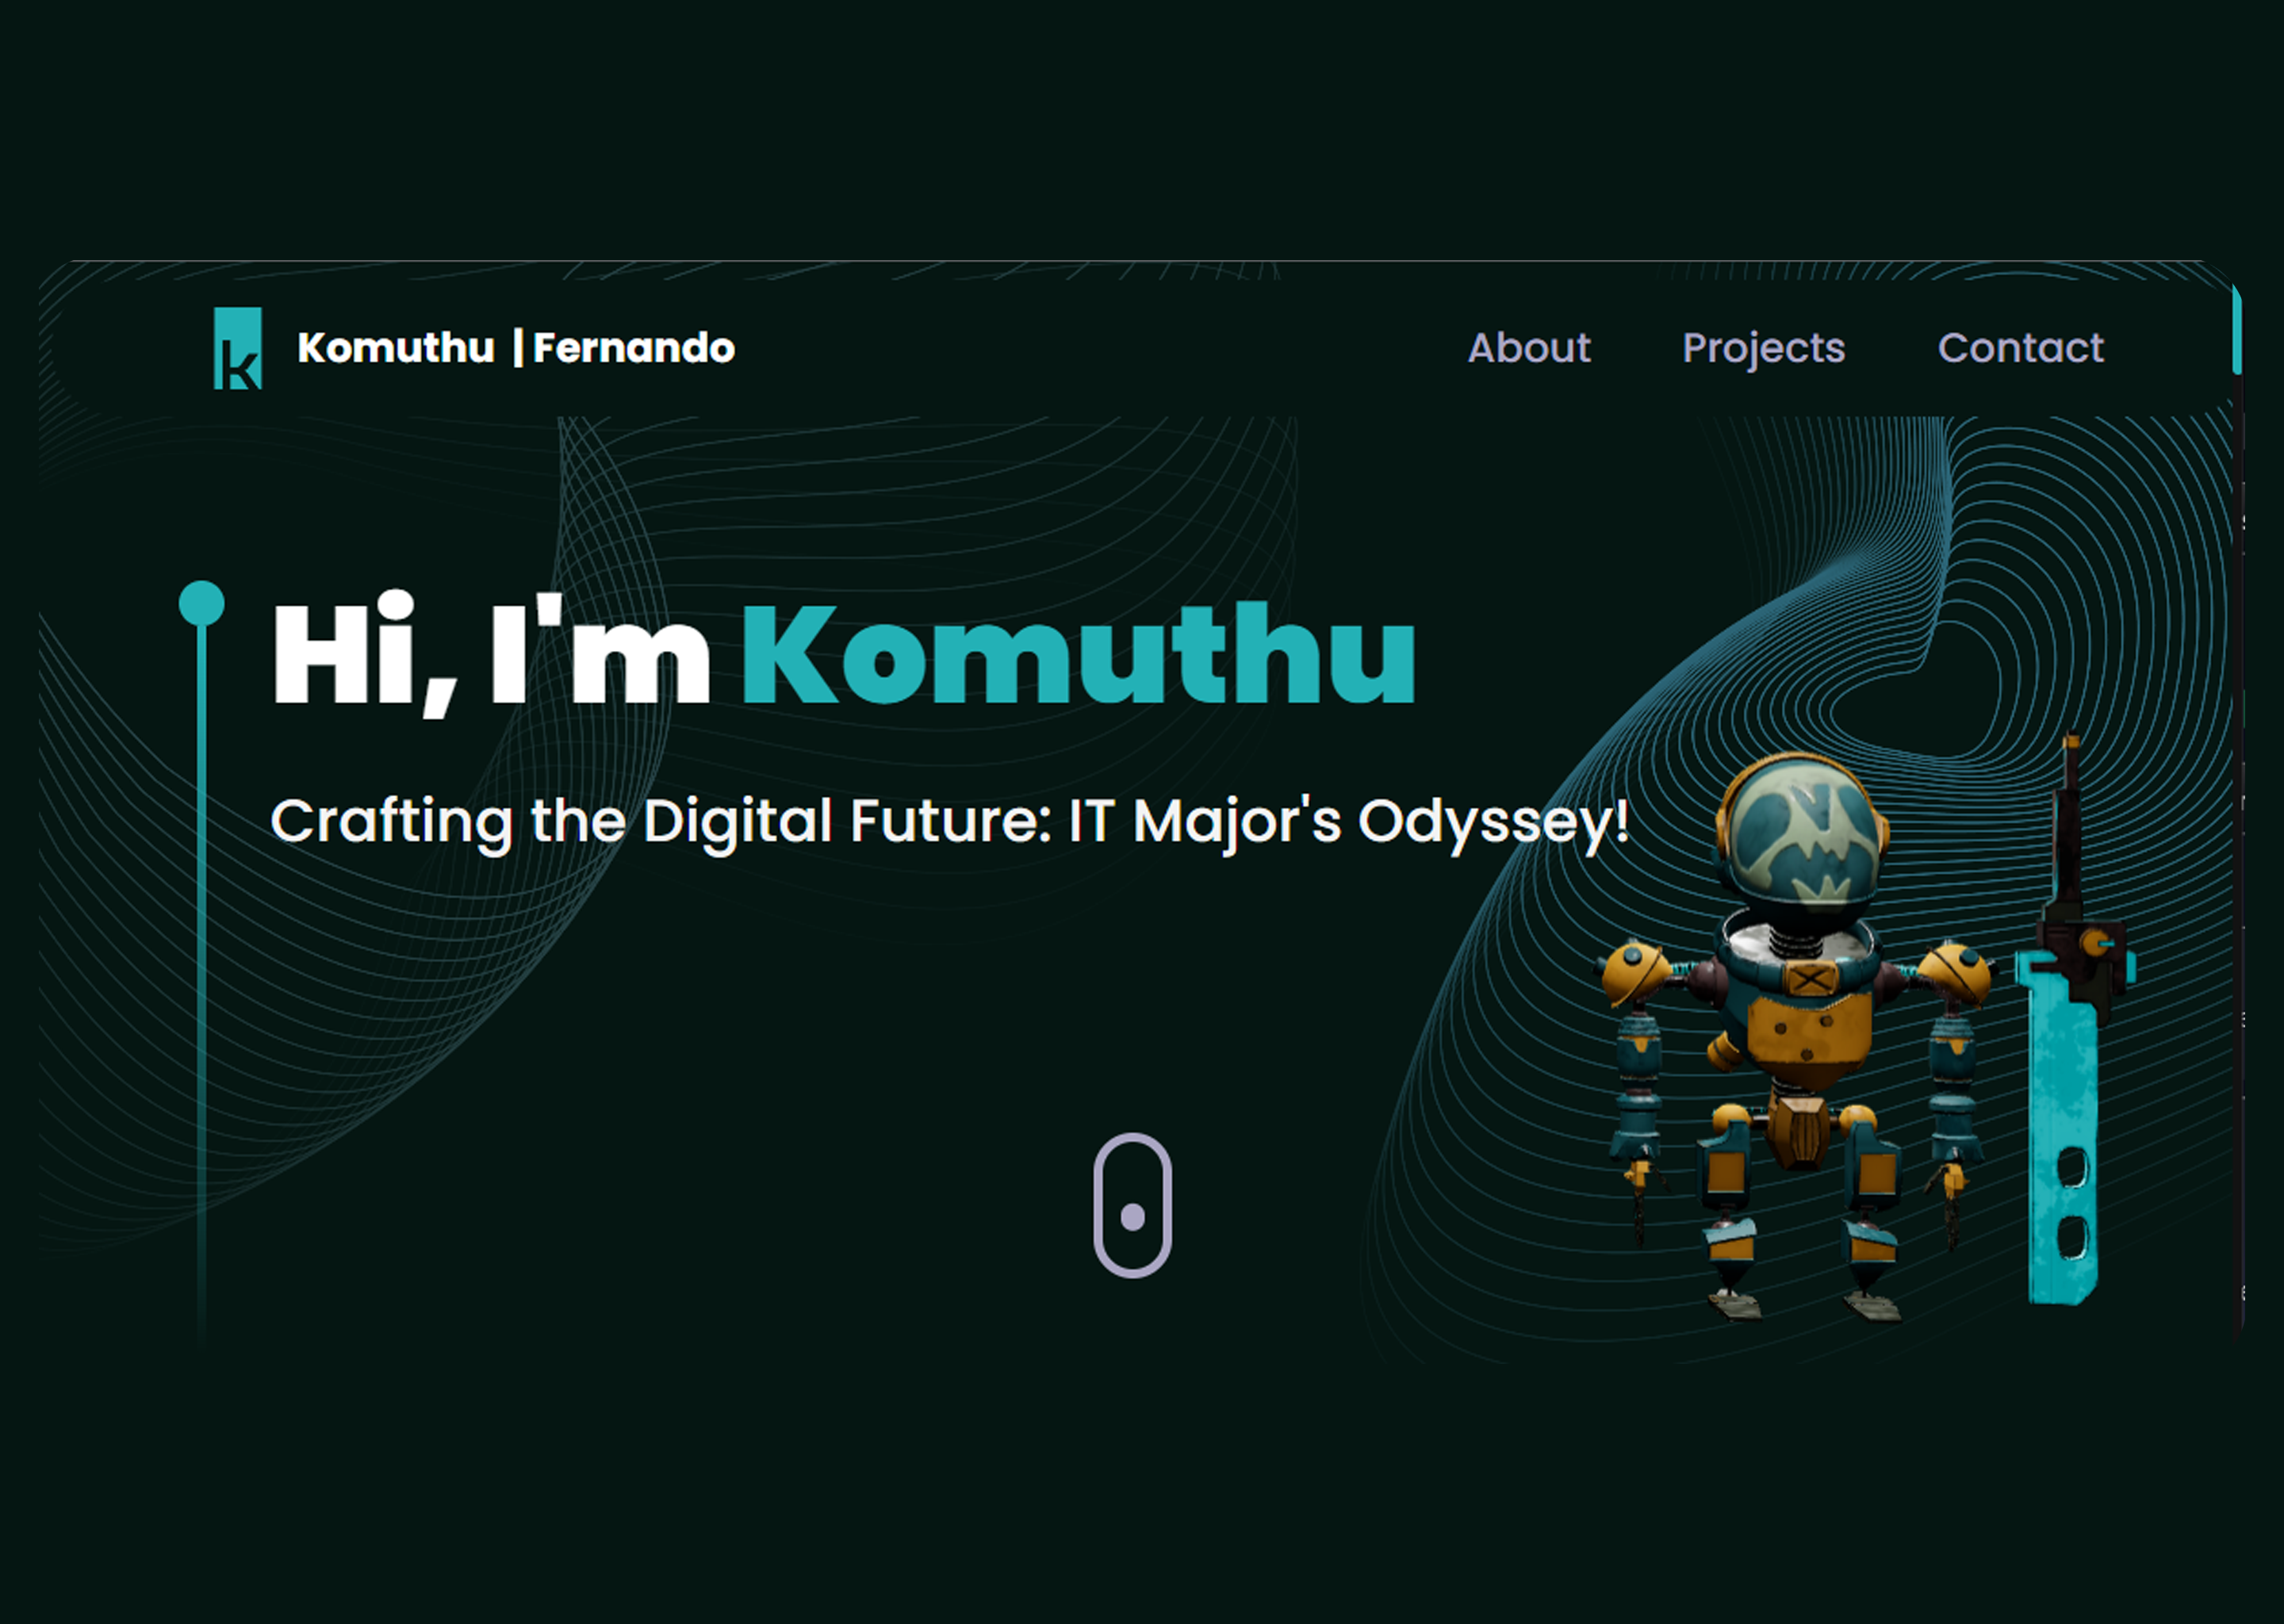 k Komuthu | Fernando About Projects Contact
Hi, I'm Komuthu
Crafting the Digital Future: IT Major's Odyssey!